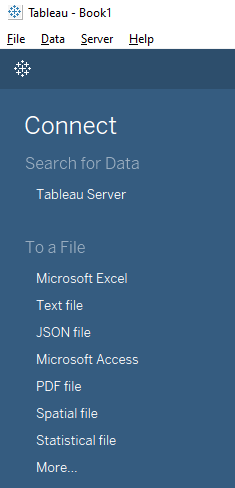 Tableau - Book1
File Data Server Help
Connect
Search for Data
Tableau Server
To a File
Microsoft Excel
Text file
JSON file
Microsoft Access
PDF file
Spatial file
Statistical file
More...